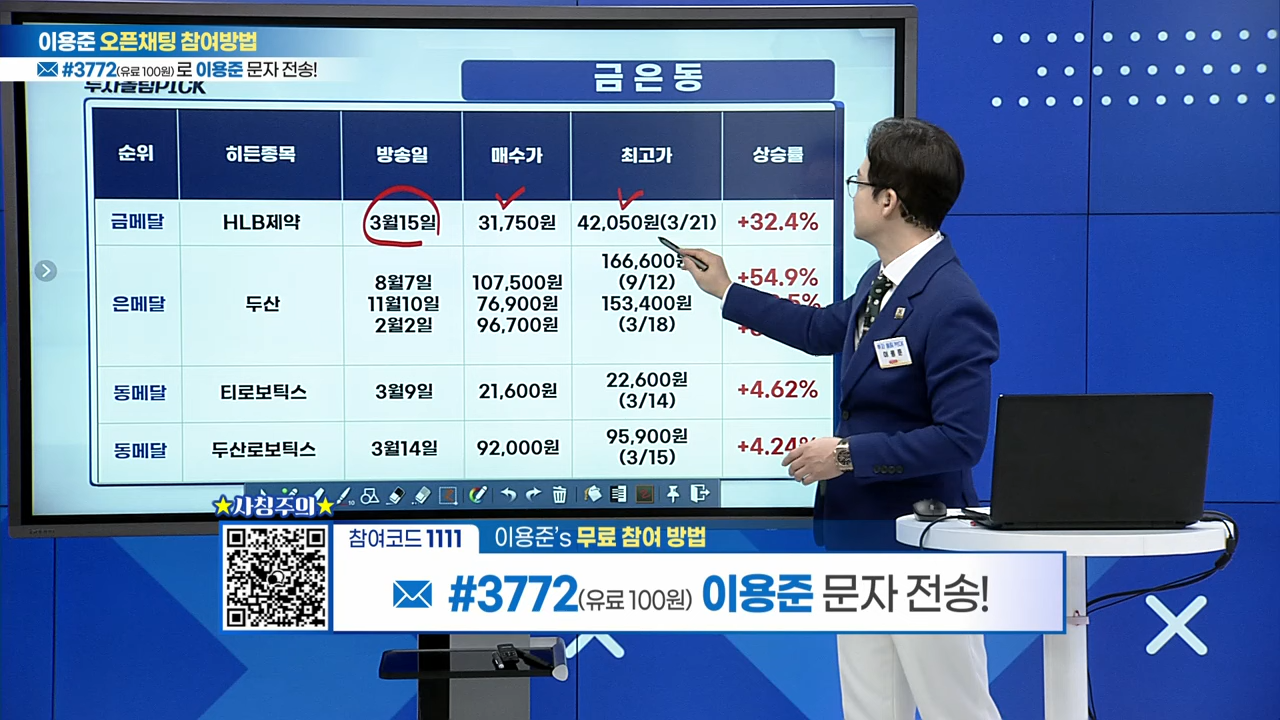 이용준 오픈채팅 참여방법
#3772(유료 100원)로 이용준 문자 전송!
금은동
순위 히든종목 방송일 매수가 최고가 상승률
금메달 HLB제약 3월15일 31,750원 42,050원(3/21) +32.4%
은메달 두산
8월7일 107,500원 166,600원 (9/12) +54.9%
11월10일 76,900원 153,400원
2월2일 96,700원 (3/18)
동메달 티로보틱스 3월9일 21,600원 22,600원 (3/14) +4.62%
동메달 두산로보틱스 3월14일 92,000원 95,900원 (3/15) +4.24%
★사칭주의★
참여코드 1111 이용준's 무료 참여 방법
#3772(유료 100원) 이용준 문자 전송!
이용준